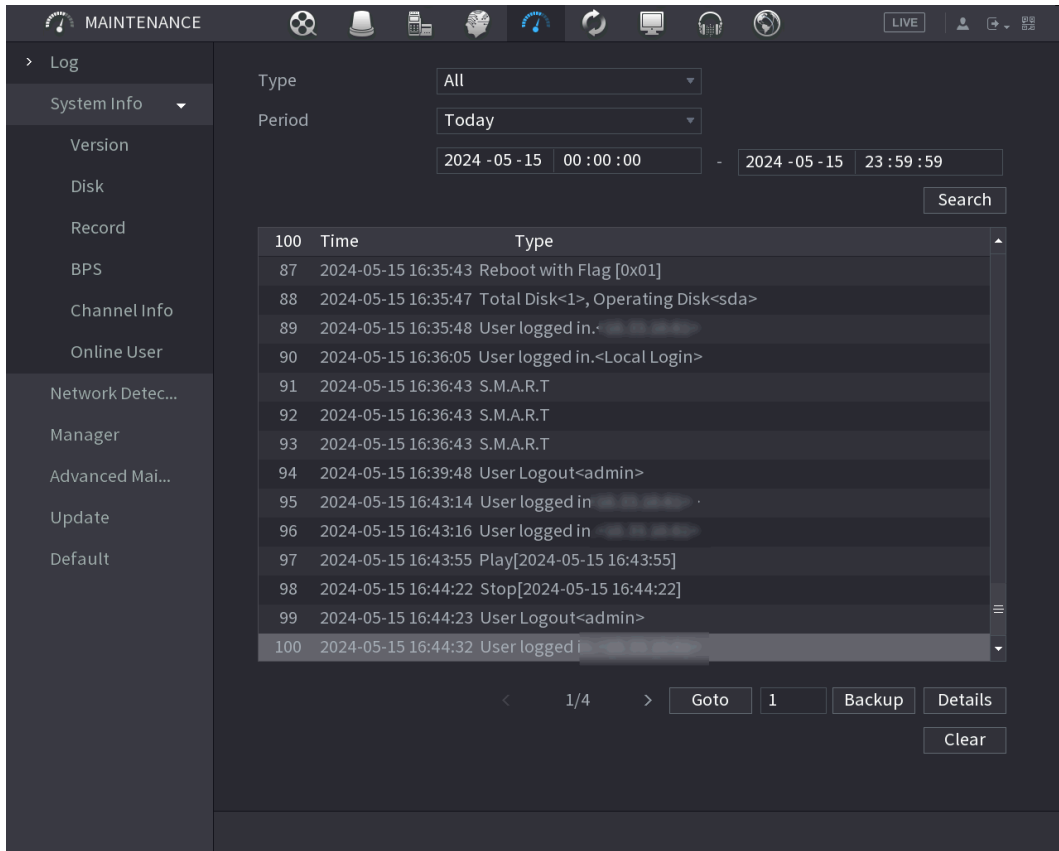 MAINTENANCE
LIVE
> Log
System Info
Version
Disk
Record
BPS
Channel Info
Online User
Network Detec...
Manager
Advanced Mai...
Update
Default
Type All
Period Today
2024 -05 -15 00 : 00 : 00 - 2024 -05 -15 23 : 59 : 59
Search
100 Time Type
87 2024-05-15 16:35:43 Reboot with Flag [0x01]
88 2024-05-15 16:35:47 Total Disk<1>, Operating Disk<sda>
89 2024-05-15 16:35:48 User logged in.<
90 2024-05-15 16:36:05 User logged in.<Local Login>
91 2024-05-15 16:36:43 S.M.A.R.T
92 2024-05-15 16:36:43 S.M.A.R.T
93 2024-05-15 16:36:43 S.M.A.R.T
94 2024-05-15 16:39:48 User Logout<admin>
95 2024-05-15 16:43:14 User logged in
96 2024-05-15 16:43:16 User logged in
97 2024-05-15 16:43:55 Play[2024-05-15 16:43:55]
98 2024-05-15 16:44:22 Stop[2024-05-15 16:44:22]
99 2024-05-15 16:44:23 User Logout<admin>
100 2024-05-15 16:44:32 User logged
< 1/4 > Goto 1 Backup Details
Clear